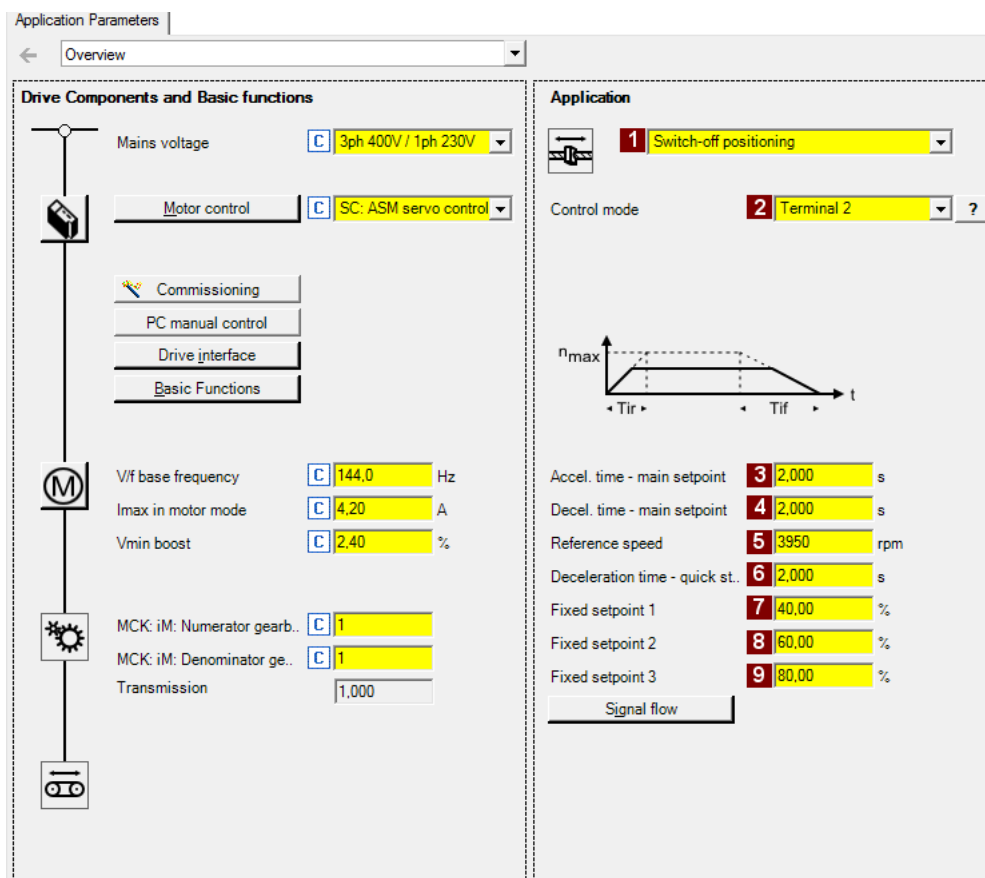 Application Parameters
Overview
Drive Components and Basic functions
Mains voltage C 3ph 400V / 1ph 230V
Motor control C SC: ASM servo control
Commissioning
PC manual control
Drive interface
Basic Functions
M
V/f base frequency C 144,0 Hz
Imax in motor mode C 4,20 A
Vmin boost C 2,40 %
MCK: iM: Numerator gearb.. C 1
MCK: iM: Denominator ge.. C 1
Transmission 1,000
Application
1 Switch-off positioning
Control mode 2 Terminal 2 ?
nmax
t
Tir Tif
Accel. time - main setpoint 3 2,000 s
Decel. time - main setpoint 4 2,000 s
Reference speed 5 3950 rpm
Deceleration time - quick st.. 6 2,000 s
Fixed setpoint 1 7 40,00 %
Fixed setpoint 2 8 60,00 %
Fixed setpoint 3 9 80,00 %
Signal flow